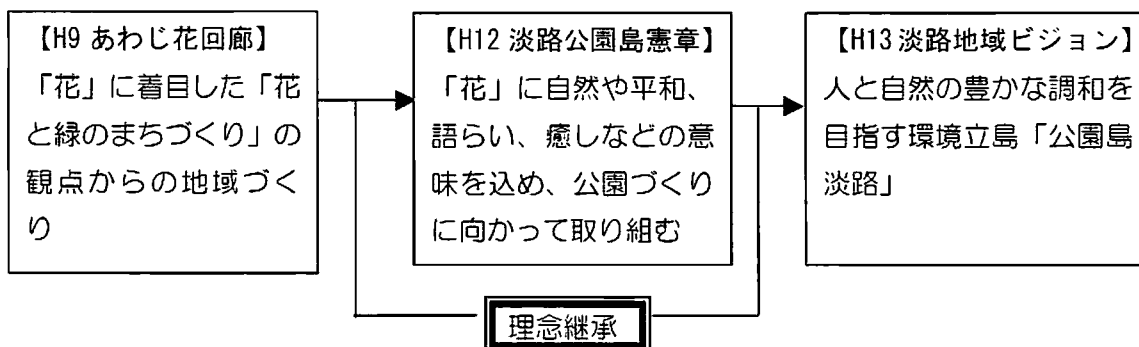 【H9 あわじ花回廊】
「花」に着目した「花
と緑のまちづくり」の
観点からの地域づく
り
【H12 淡路公園島憲章】
「花」に自然や平和、
語らい、癒しなどの意
味を込め、公園づくり
に向かって取り組む
【H13 淡路地域ビジョン】
人と自然の豊かな調和を
目指す環境立島「公園島
淡路」
理念継承